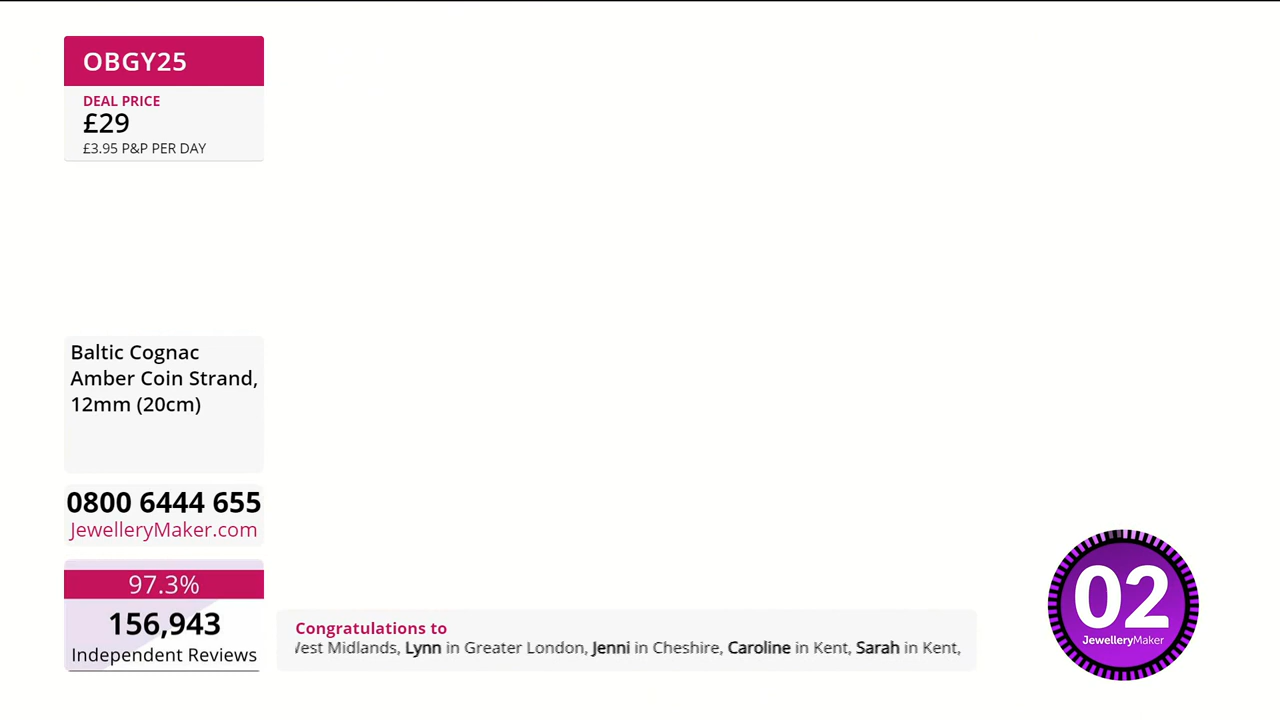 OBGY25
DEAL PRICE
£29
£3.95 P&P PER DAY
Baltic Cognac
Amber Coin Strand,
12mm (20cm)
0800 6444 655
JewelleryMaker.com
97.3%
156,943
Independent Reviews
Congratulations to
Midlands, Lynn in Greater London, Jenni in Cheshire, Caroline in Kent, Sarah in Kent,
02
JewelleryMaker